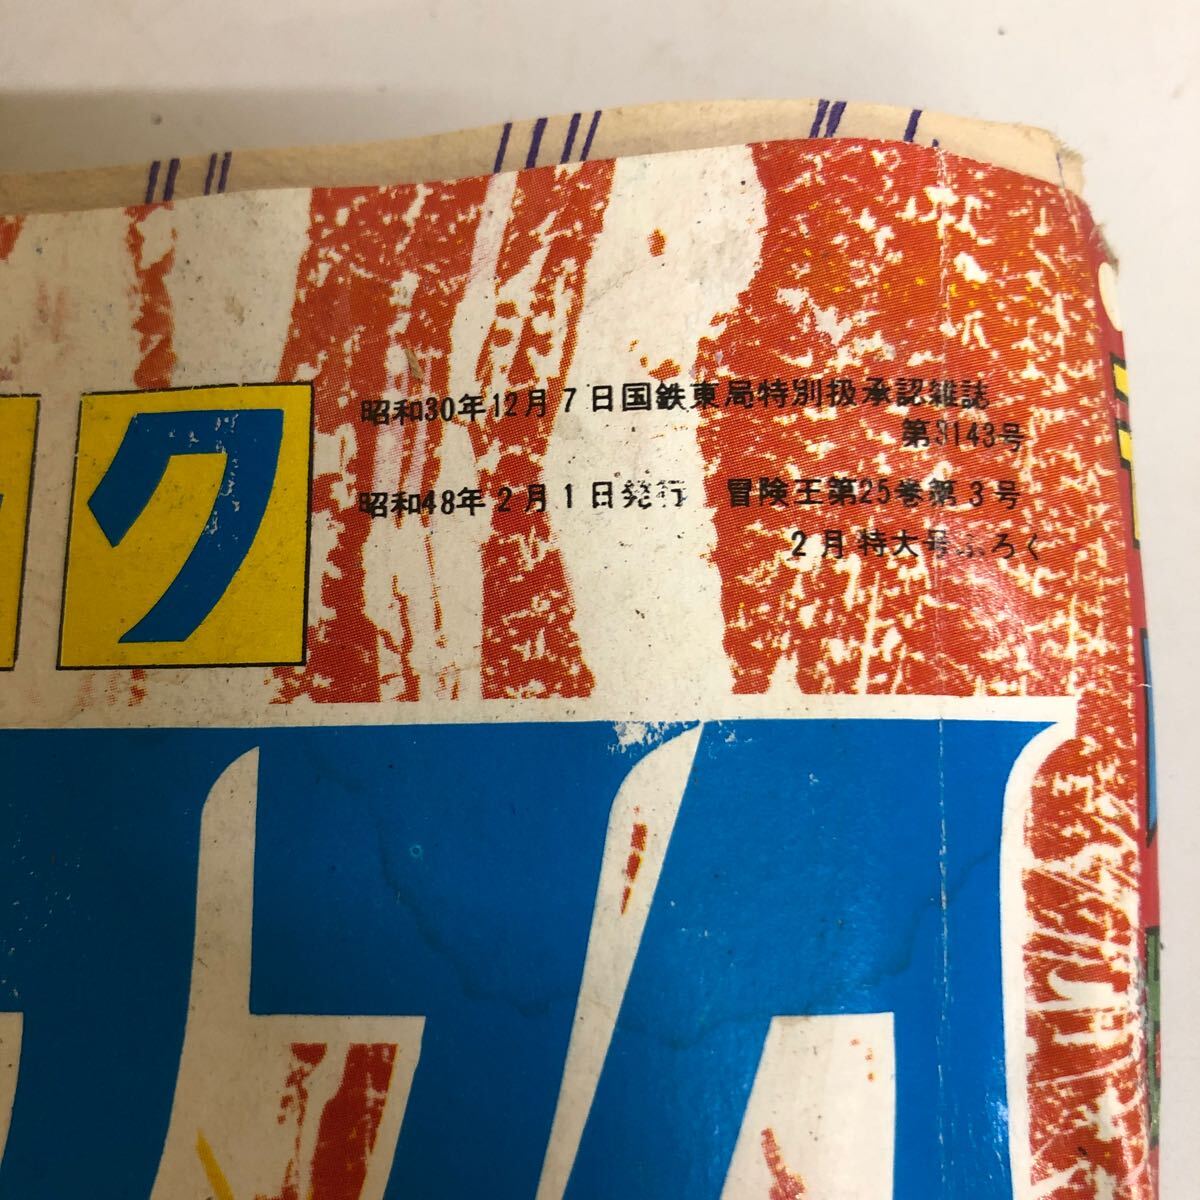 ク
昭和30年12月7日国鉄東局特別扱承認雑誌
第3143号
昭和48年2月1日発行 冒険王第25巻第3号
2月特大号ふろく